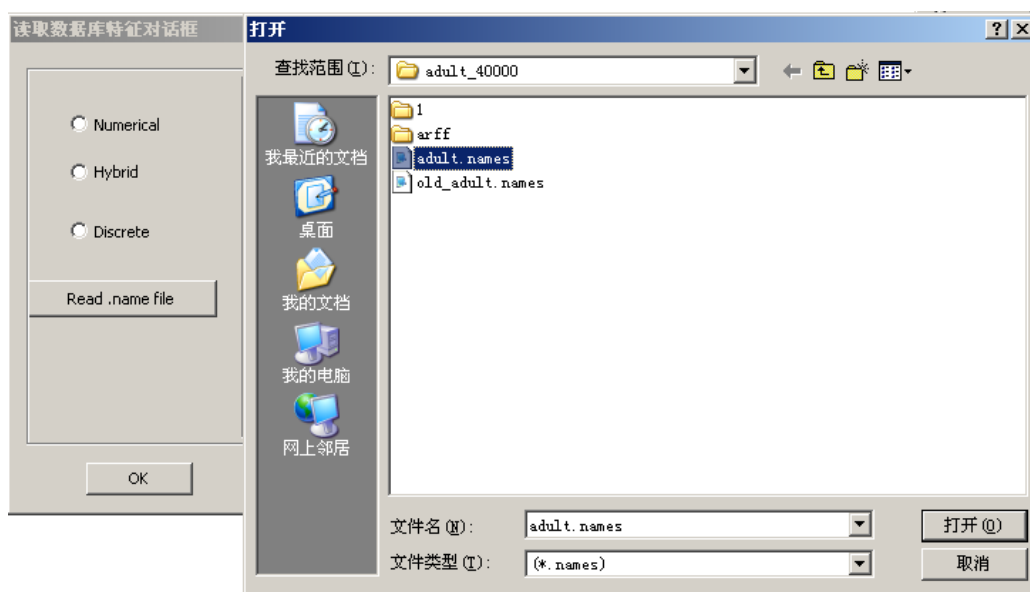 读取数据库特征对话框
Numerical
Hybrid
Discrete
Read .name file
OK
打开
查找范围(I):
adult_40000
我最近的文档
桌面
我的文档
我的电脑
网上邻居
1
arff
adult.names
old_adult.names
文件名(N):
adult.names
打开(O)
文件类型(T):
(*.names)
取消